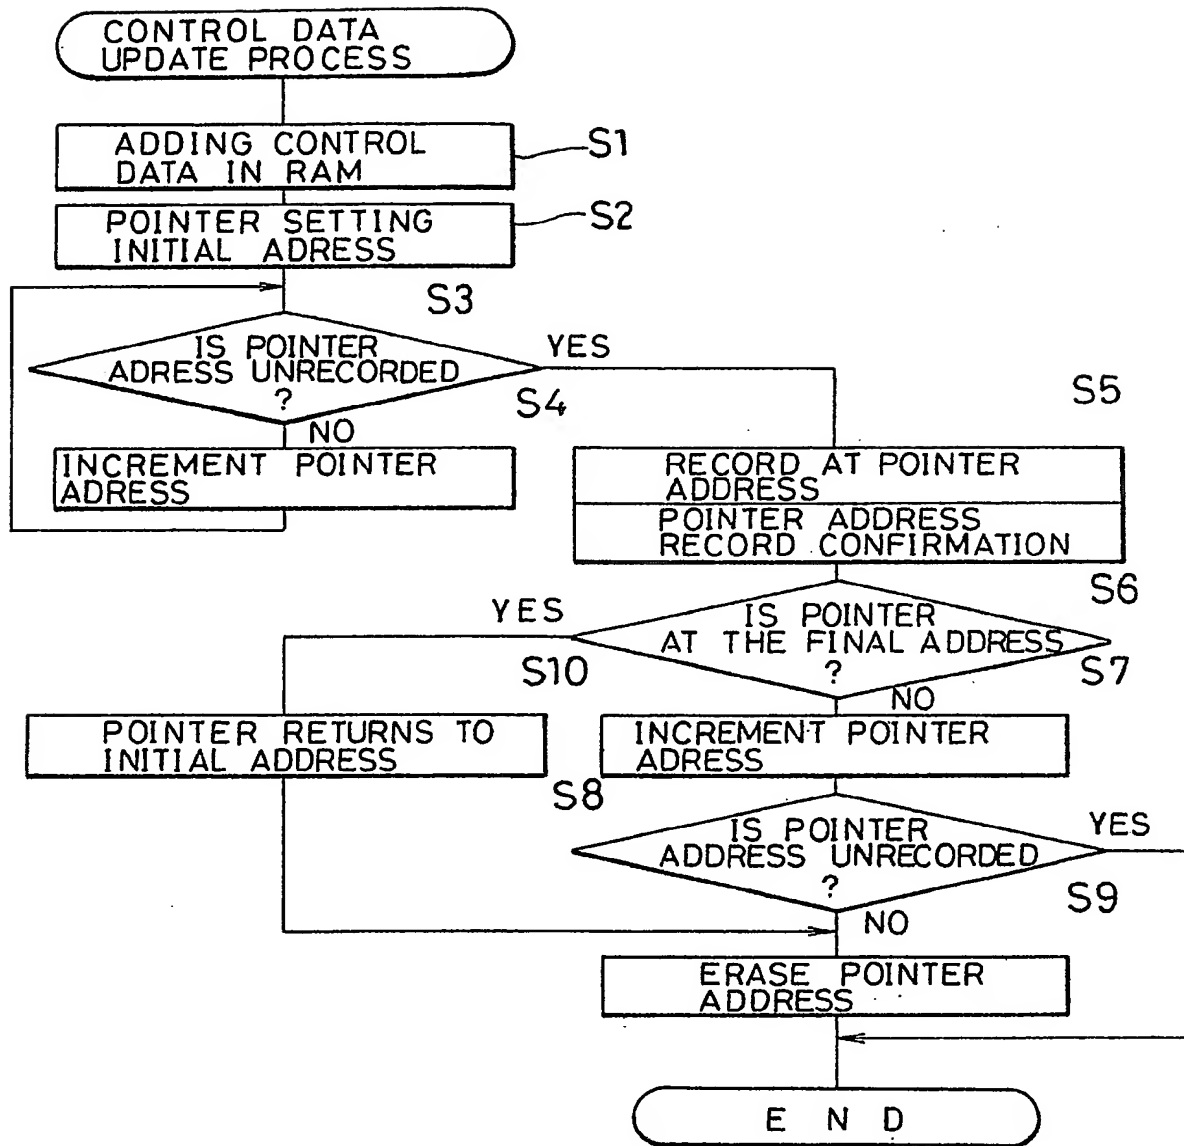 CONTROL DATA
UPDATE PROCESS
ADDING CONTROL
DATA IN RAM
S1
POINTER SETTING
INITIAL ADRESS
S2
S3
IS POINTER
ADRESS UNRECORDED
?
YES
S4
NO
INCREMENT POINTER
ADRESS
S5
RECORD AT POINTER
ADDRESS
POINTER ADDRESS
RECORD CONFIRMATION
S6
IS POINTER
AT THE FINAL ADDRESS
?
YES
S10
S7
NO
POINTER RETURNS TO
INITIAL ADDRESS
INCREMENT POINTER
ADRESS
S8
IS POINTER
ADDRESS UNRECORDED
?
YES
S9
NO
ERASE POINTER
ADDRESS
END